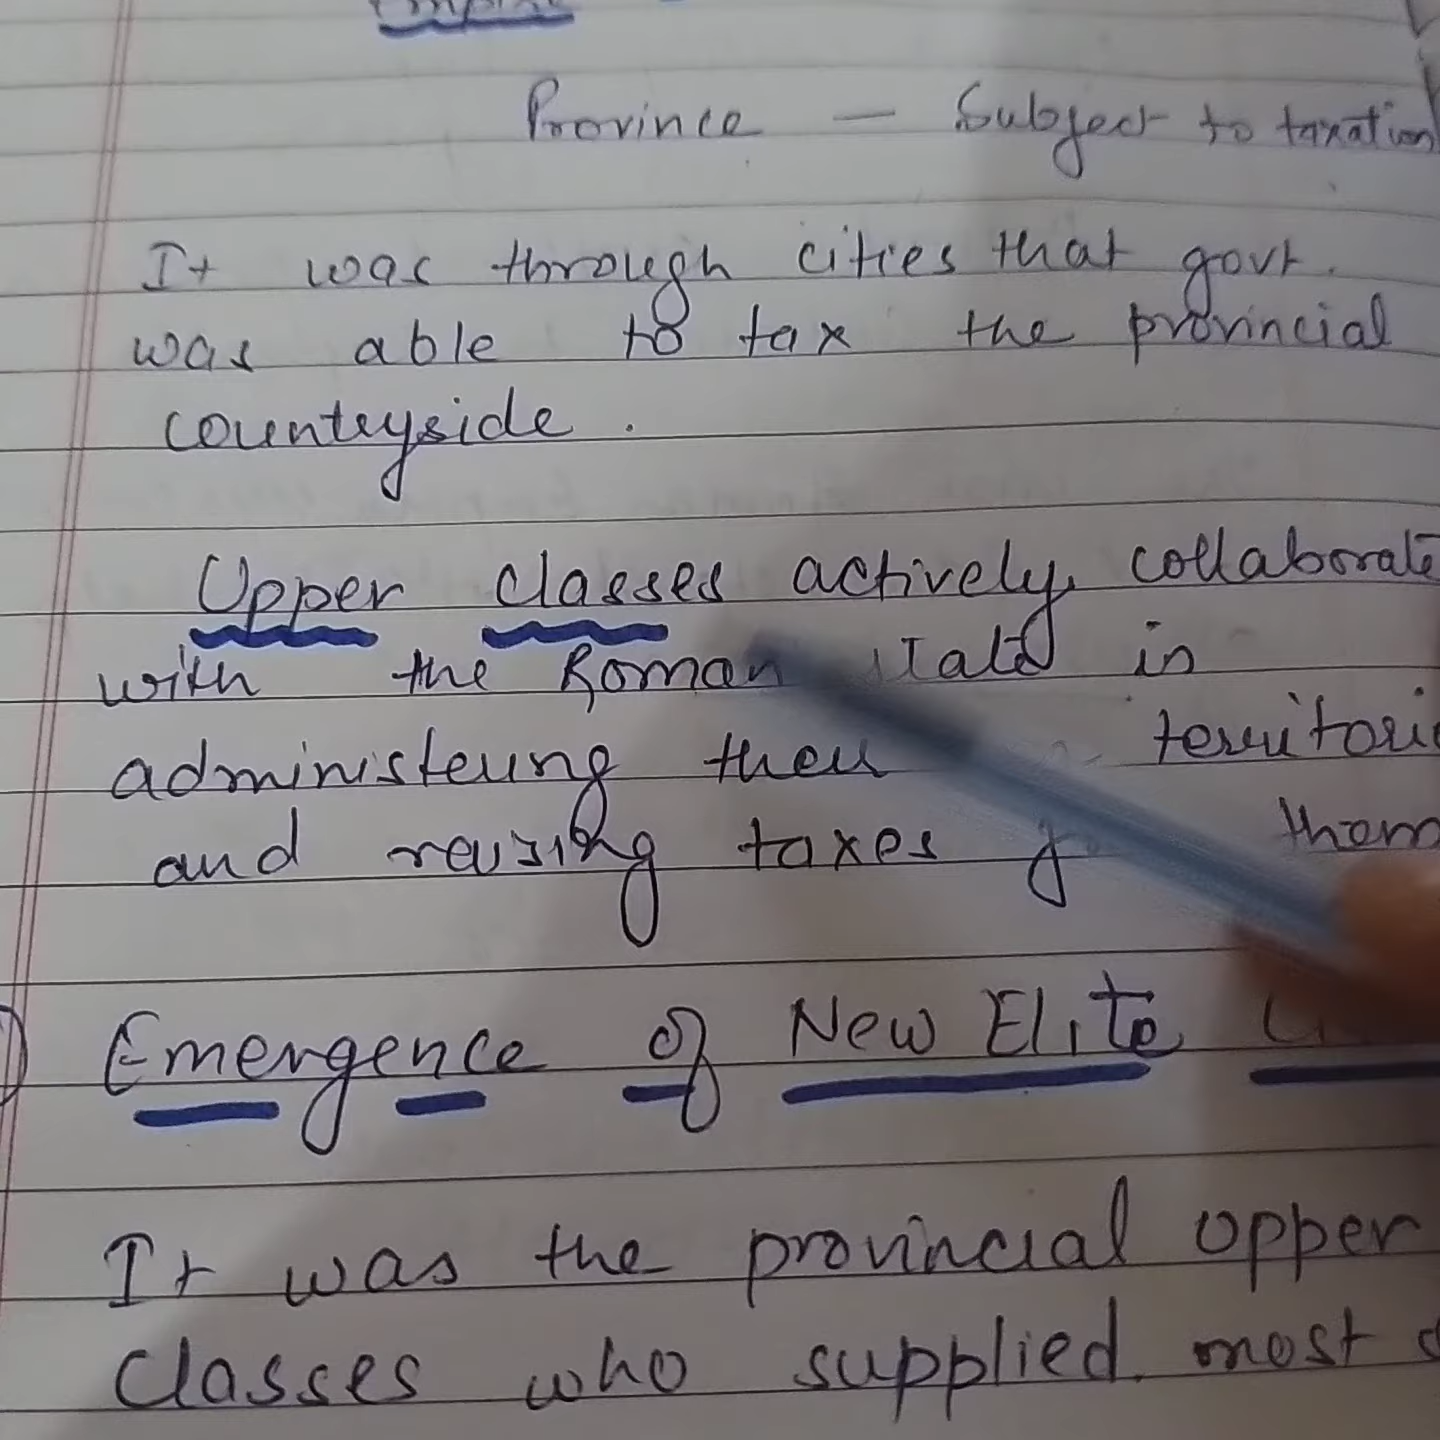 Province — Subject to taxation
It was through cities that govt.
was able to tax the provincial
countryside.
Upper classes actively collaborate
with the Roman state in
administering their territori
and raising taxes them
Emergence of New Elite
It was the provincial upper
classes who supplied most